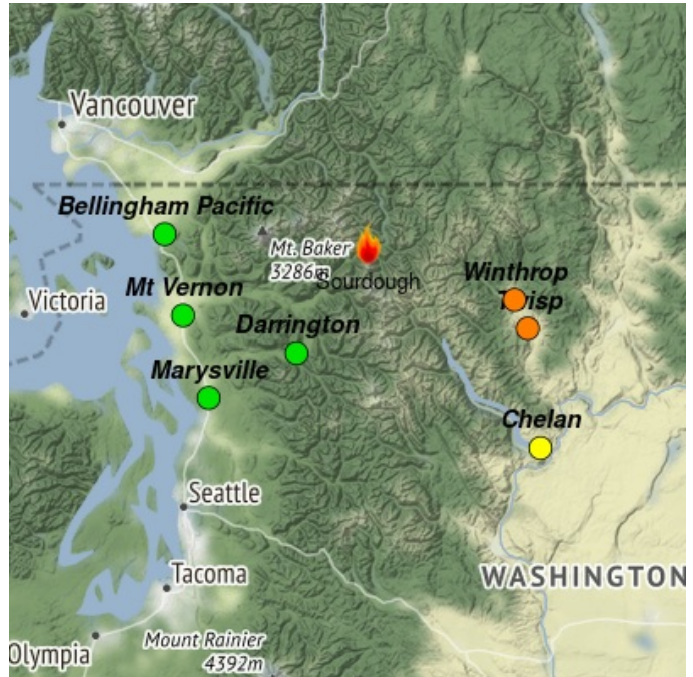 Vancouver
Bellingham Pacific
Mt. Baker
3286m
Sourdough
Winthrop
Twisp
Victoria
Mt Vernon
Darrington
Marysville
Chelan
Seattle
Tacoma
WASHINGTON
Olympia
Mount Rainier
4392m